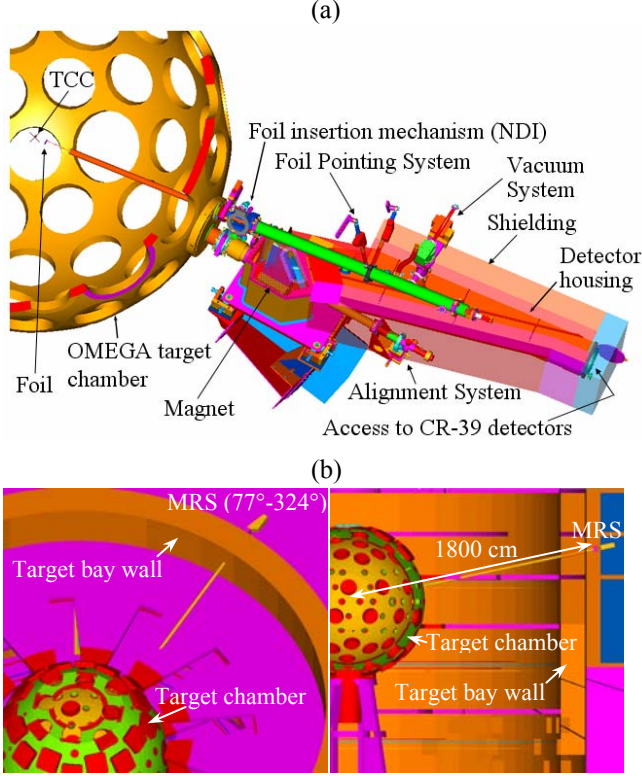 (a)
TCC
Foil insertion mechanism (NDI)
Foil Pointing System
Vacuum
System
Shielding
Detector
housing
OMEGA target
chamber
Foil
Magnet
Alignment System
Access to CR-39 detectors
(b)
MRS (77°-324°)
Target bay wall
Target chamber
MRS
1800 cm
Target chamber
Target bay wall